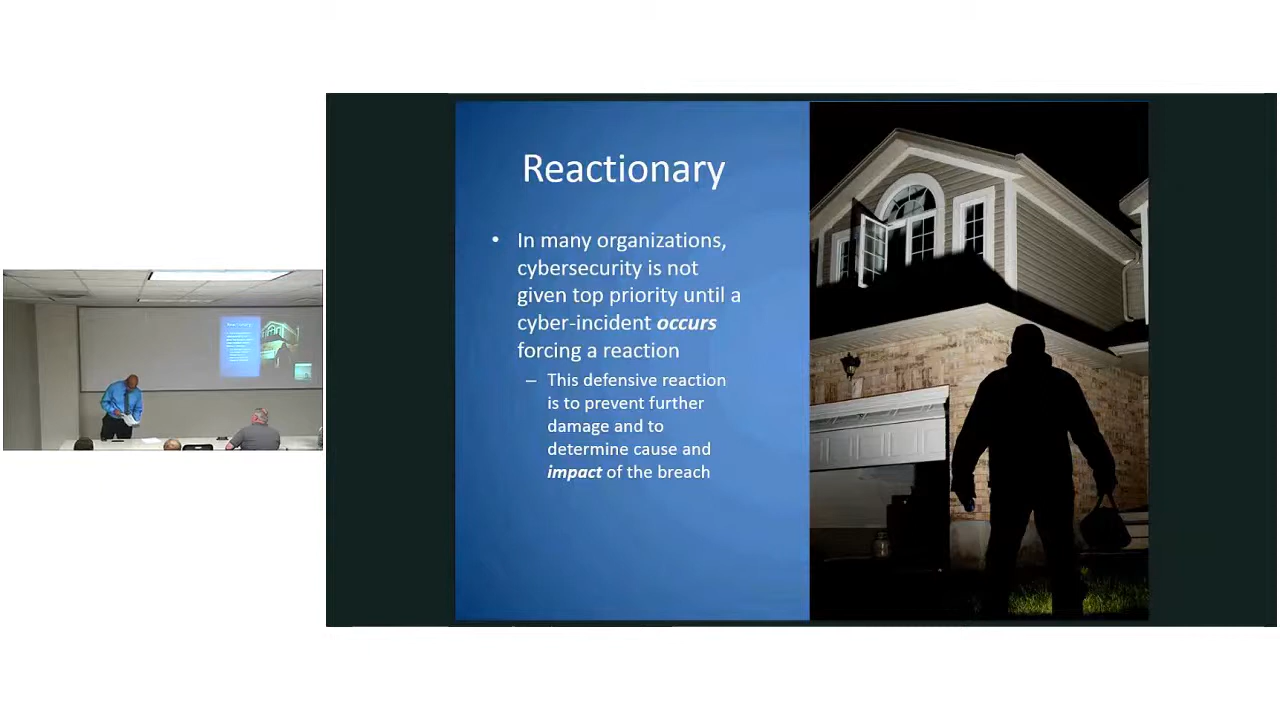 Reactionary
• In many organizations,
cybersecurity is not
given top priority until a
cyber-incident occurs
forcing a reaction
– This defensive reaction
is to prevent further
damage and to
determine cause and
impact of the breach